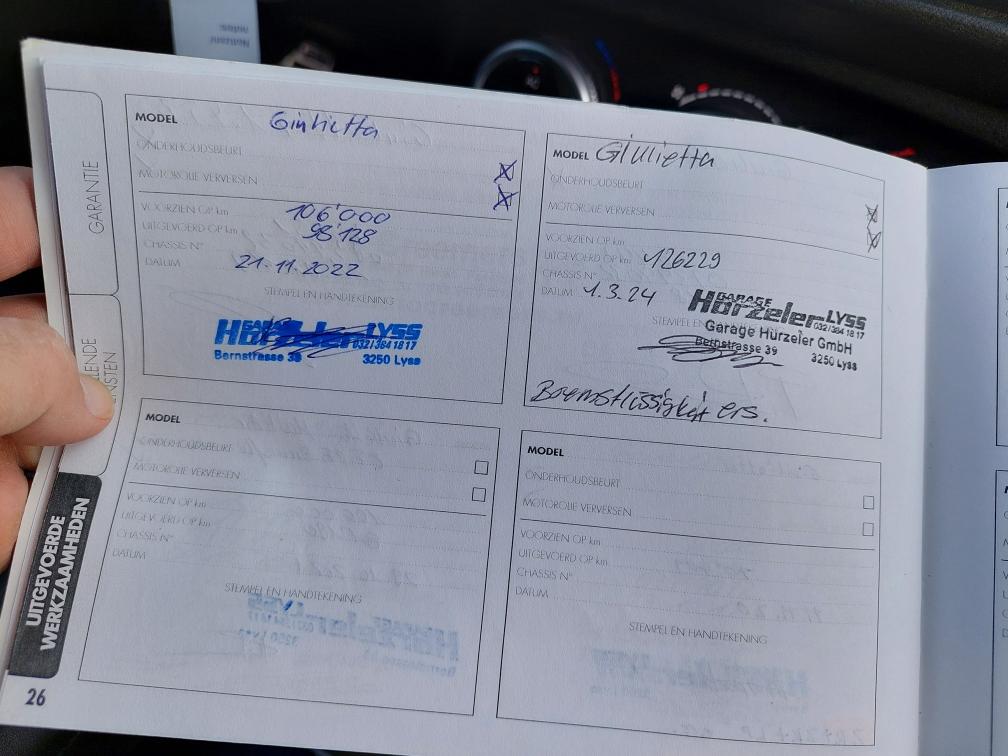 GARANTIE
UITGEVOERDE
WERKZAAMHEDEN
26
MODEL Giulietta
ONDERHOUDSBEURT
MOTOROLIE VERVERSEN
VOORZIEN OP km 106'000
UITGEVOERD OP km 98'128
CHASSIS N°
DATUM 21.11.2022
STEMPEL EN HANDTEKENING
GARAGE
Hürzeler LYSS
032/384 18 17
Bernstrasse 39 3250 Lyss
MODEL Giulietta
ONDERHOUDSBEURT
MOTOROLIE VERVERSEN
VOORZIEN OP km
UITGEVOERD OP km 126229
CHASSIS N°
DATUM 1.3.24
STEMPEL EN
GARAGE
Hürzeler LYSS
032/384 18 17
Garage Hürzeler GmbH
Bernstrasse 39 3250 Lyss
Bremsflüssigkeit ers.
MODEL
ONDERHOUDSBEURT
MOTOROLIE VERVERSEN
VOORZIEN OP km
UITGEVOERD OP km
CHASSIS N°
DATUM
STEMPEL EN HANDTEKENING
MODEL
ONDERHOUDSBEURT
MOTOROLIE VERVERSEN
VOORZIEN OP km
UITGEVOERD OP km
CHASSIS N°
DATUM
STEMPEL EN HANDTEKENING